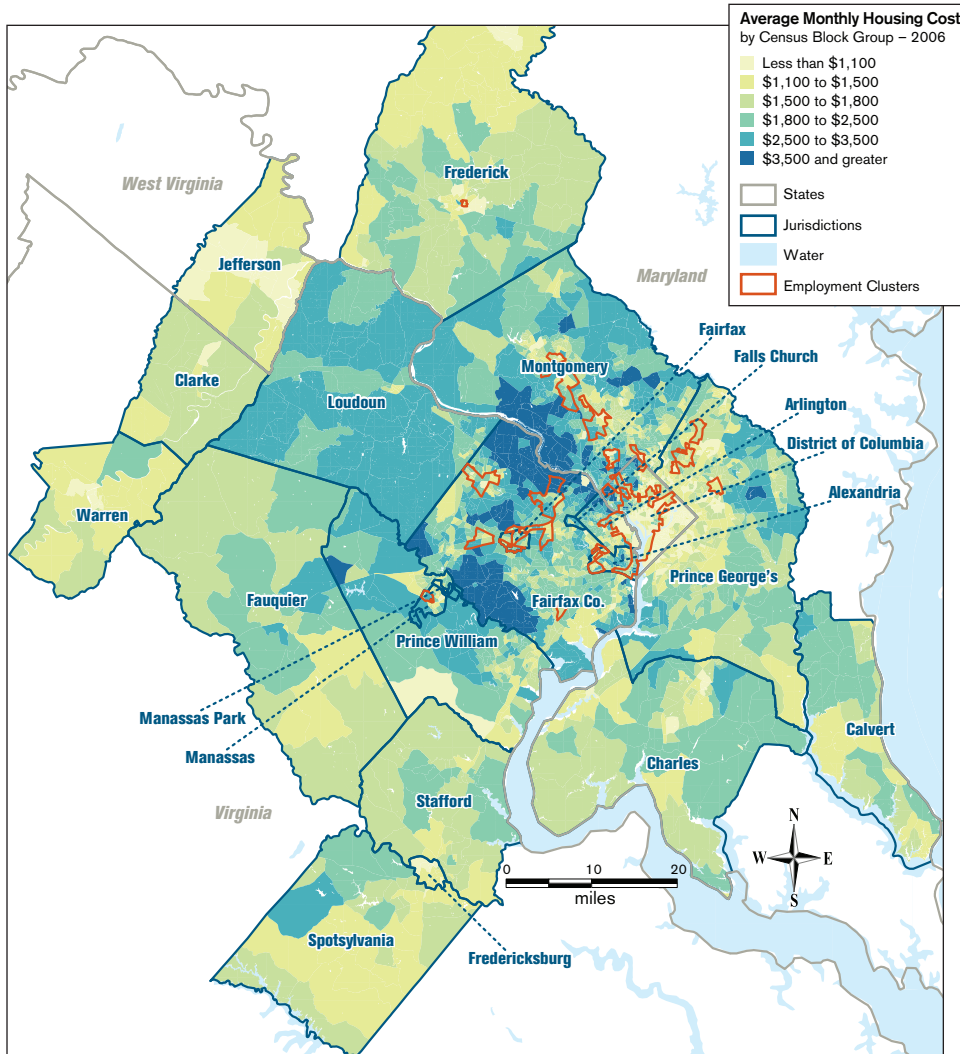 Average Monthly Housing Cost
by Census Block Group – 2006
Less than $1,100
$1,100 to $1,500
$1,500 to $1,800
$1,800 to $2,500
$2,500 to $3,500
$3,500 and greater
States
Jurisdictions
Water
Employment Clusters
West Virginia
Frederick
Jefferson
Maryland
Fairfax
Falls Church
Montgomery
Clarke
Loudoun
Arlington
District of Columbia
Alexandria
Warren
Prince George's
Fauquier
Fairfax Co.
Prince William
Manassas Park
Calvert
Manassas
Charles
Stafford
Virginia
N
W E
S
0 10 20
miles
Spotsylvania
Fredericksburg